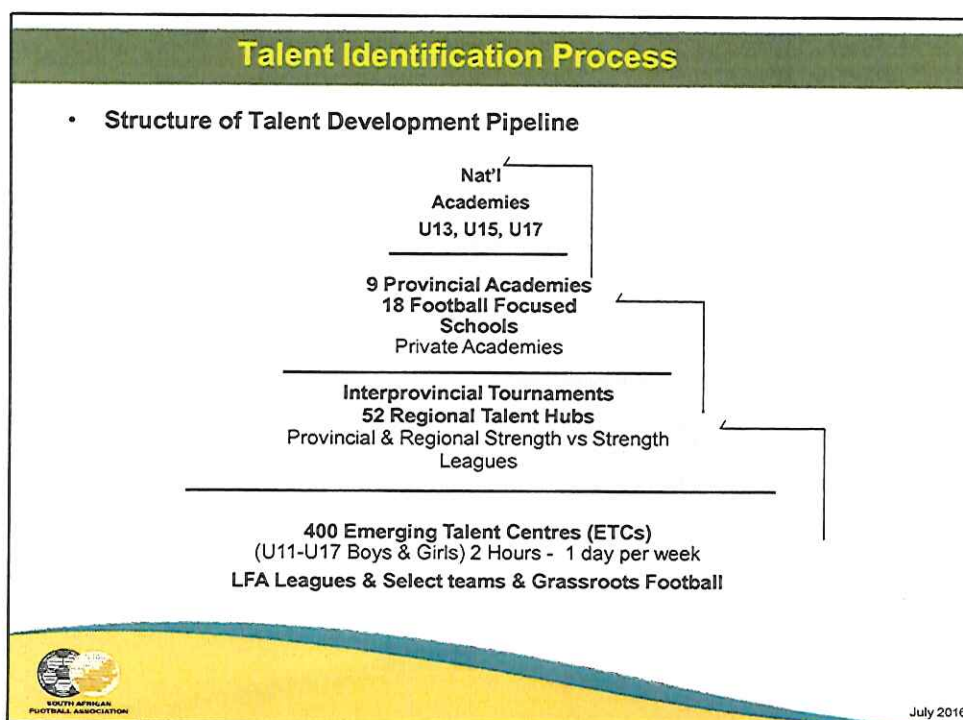 Talent Identification Process
• Structure of Talent Development Pipeline
Nat'l
Academies
U13, U15, U17
9 Provincial Academies
18 Football Focused
Schools
Private Academies
Interprovincial Tournaments
52 Regional Talent Hubs
Provincial & Regional Strength vs Strength
Leagues
400 Emerging Talent Centres (ETCs)
(U11-U17 Boys & Girls) 2 Hours - 1 day per week
LFA Leagues & Select teams & Grassroots Football
SOUTH AFRICAN
FOOTBALL ASSOCIATION
July 2016